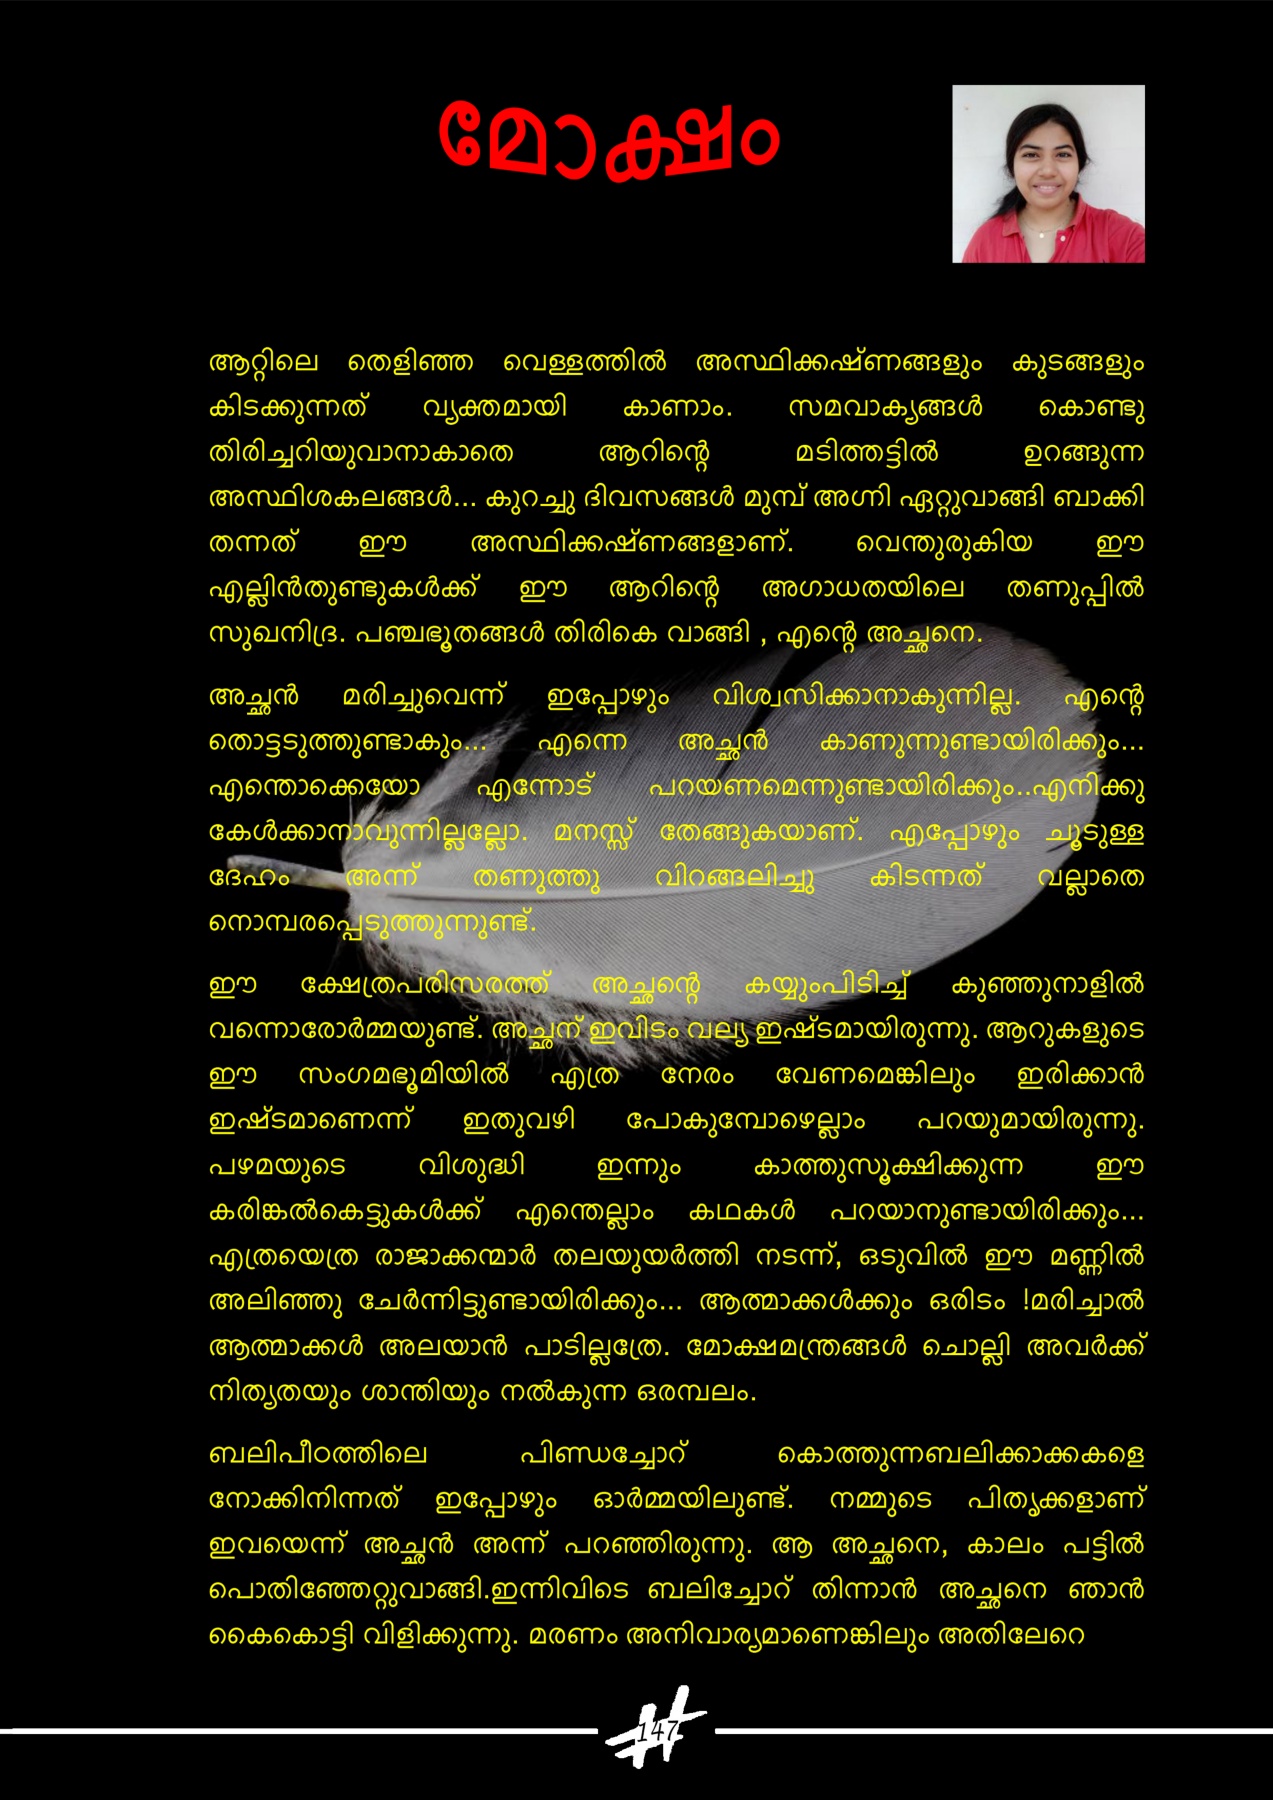 മോക്ഷം
ആറ്റിലെ തെളിഞ്ഞ വെള്ളത്തിൽ അസ്ഥിക്കഷ്ണങ്ങളും കുടങ്ങളും
കിടക്കുന്നത് വ്യക്തമായി കാണാം. സമവാക്യങ്ങൾ കൊണ്ടു
തിരിച്ചറിയുവാനാകാതെ ആറിന്റെ മടിത്തട്ടിൽ ഉറങ്ങുന്ന
അസ്ഥിശകലങ്ങൾ... കുറച്ചു ദിവസങ്ങൾ മുമ്പ് അഗ്നി ഏറ്റുവാങ്ങി ബാക്കി
തന്നത് ഈ അസ്ഥിക്കഷ്ണങ്ങളാണ്. വെന്തുരുകിയ ഈ
എല്ലിൻതുണ്ടുകൾക്ക് ഈ ആറിന്റെ അഗാധതയിലെ തണുപ്പിൽ
സുഖനിദ്ര. പഞ്ചഭൂതങ്ങൾ തിരികെ വാങ്ങി , എന്റെ അച്ഛനെ.
അച്ഛൻ മരിച്ചുവെന്ന് ഇപ്പോഴും വിശ്വസിക്കാനാകുന്നില്ല. എന്റെ
തൊട്ടടുത്തുണ്ടാകും... എന്നെ അച്ഛൻ കാണുന്നുണ്ടായിരിക്കും...
എന്തൊക്കെയോ എന്നോട് പറയണമെന്നുണ്ടായിരിക്കും..എനിക്കു
കേൾക്കാനാവുന്നില്ലല്ലോ. മനസ്സ് തേങ്ങുകയാണ്. എപ്പോഴും ചൂടുള്ള
ദേഹം അന്ന് തണുത്തു വിറങ്ങലിച്ചു കിടന്നത് വല്ലാതെ
നൊമ്പരപ്പെടുത്തുന്നുണ്ട്.
ഈ ക്ഷേത്രപരിസരത്ത് അച്ഛന്റെ കയ്യുംപിടിച്ച് കുഞ്ഞുനാളിൽ
വന്നൊരോർമ്മയുണ്ട്. അച്ഛന് ഇവിടം വല്യ ഇഷ്ടമായിരുന്നു. ആറുകളുടെ
ഈ സംഗമഭൂമിയിൽ എത്ര നേരം വേണമെങ്കിലും ഇരിക്കാൻ
ഇഷ്ടമാണെന്ന് ഇതുവഴി പോകുമ്പോഴെല്ലാം പറയുമായിരുന്നു.
പഴമയുടെ വിശുദ്ധി ഇന്നും കാത്തുസൂക്ഷിക്കുന്ന ഈ
കരിങ്കൽകെട്ടുകൾക്ക് എന്തെല്ലാം കഥകൾ പറയാനുണ്ടായിരിക്കും...
എത്രയെത്ര രാജാക്കന്മാർ തലയുയർത്തി നടന്ന്, ഒടുവിൽ ഈ മണ്ണിൽ
അലിഞ്ഞു ചേർന്നിട്ടുണ്ടായിരിക്കും... ആത്മാക്കൾക്കും ഒരിടം !മരിച്ചാൽ
ആത്മാക്കൾ അലയാൻ പാടില്ലത്രേ. മോക്ഷമന്ത്രങ്ങൾ ചൊല്ലി അവർക്ക്
നിത്യതയും ശാന്തിയും നൽകുന്ന ഒരമ്പലം.
ബലിപീഠത്തിലെ പിണ്ഡച്ചോറ് കൊത്തുന്നബലിക്കാക്കകളെ
നോക്കിനിന്നത് ഇപ്പോഴും ഓർമ്മയിലുണ്ട്. നമ്മുടെ പിതൃക്കളാണ്
ഇവയെന്ന് അച്ഛൻ അന്ന് പറഞ്ഞിരുന്നു. ആ അച്ഛനെ, കാലം പട്ടിൽ
പൊതിഞ്ഞേറ്റുവാങ്ങി.ഇന്നിവിടെ ബലിച്ചോറ് തിന്നാൻ അച്ഛനെ ഞാൻ
കൈകൊട്ടി വിളിക്കുന്നു. മരണം അനിവാര്യമാണെങ്കിലും അതിലേറെ
147